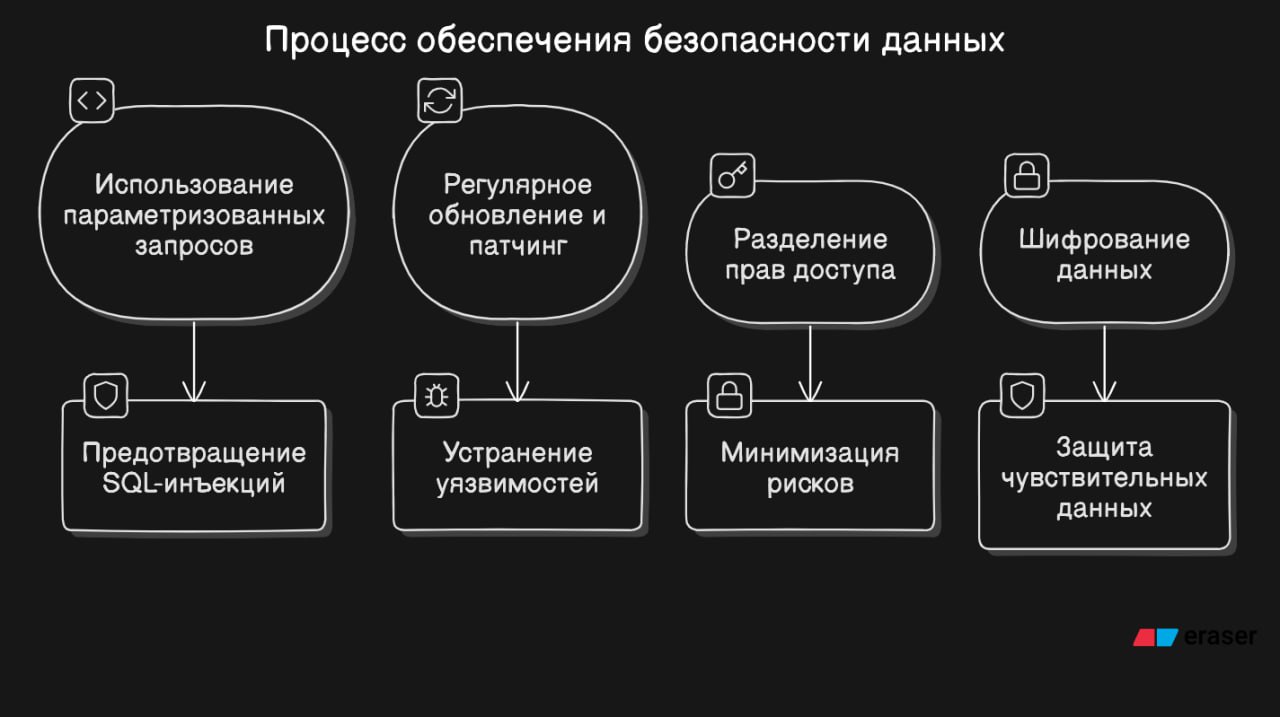 Процесс обеспечения безопасности данных
Использование
параметризованных
запросов
Регулярное
обновление и
патчинг
Разделение
прав доступа
Шифрование
данных
Предотвращение
SQL-инъекций
Устранение
уязвимостей
Минимизация
рисков
Защита
чувствительных
данных
eraser